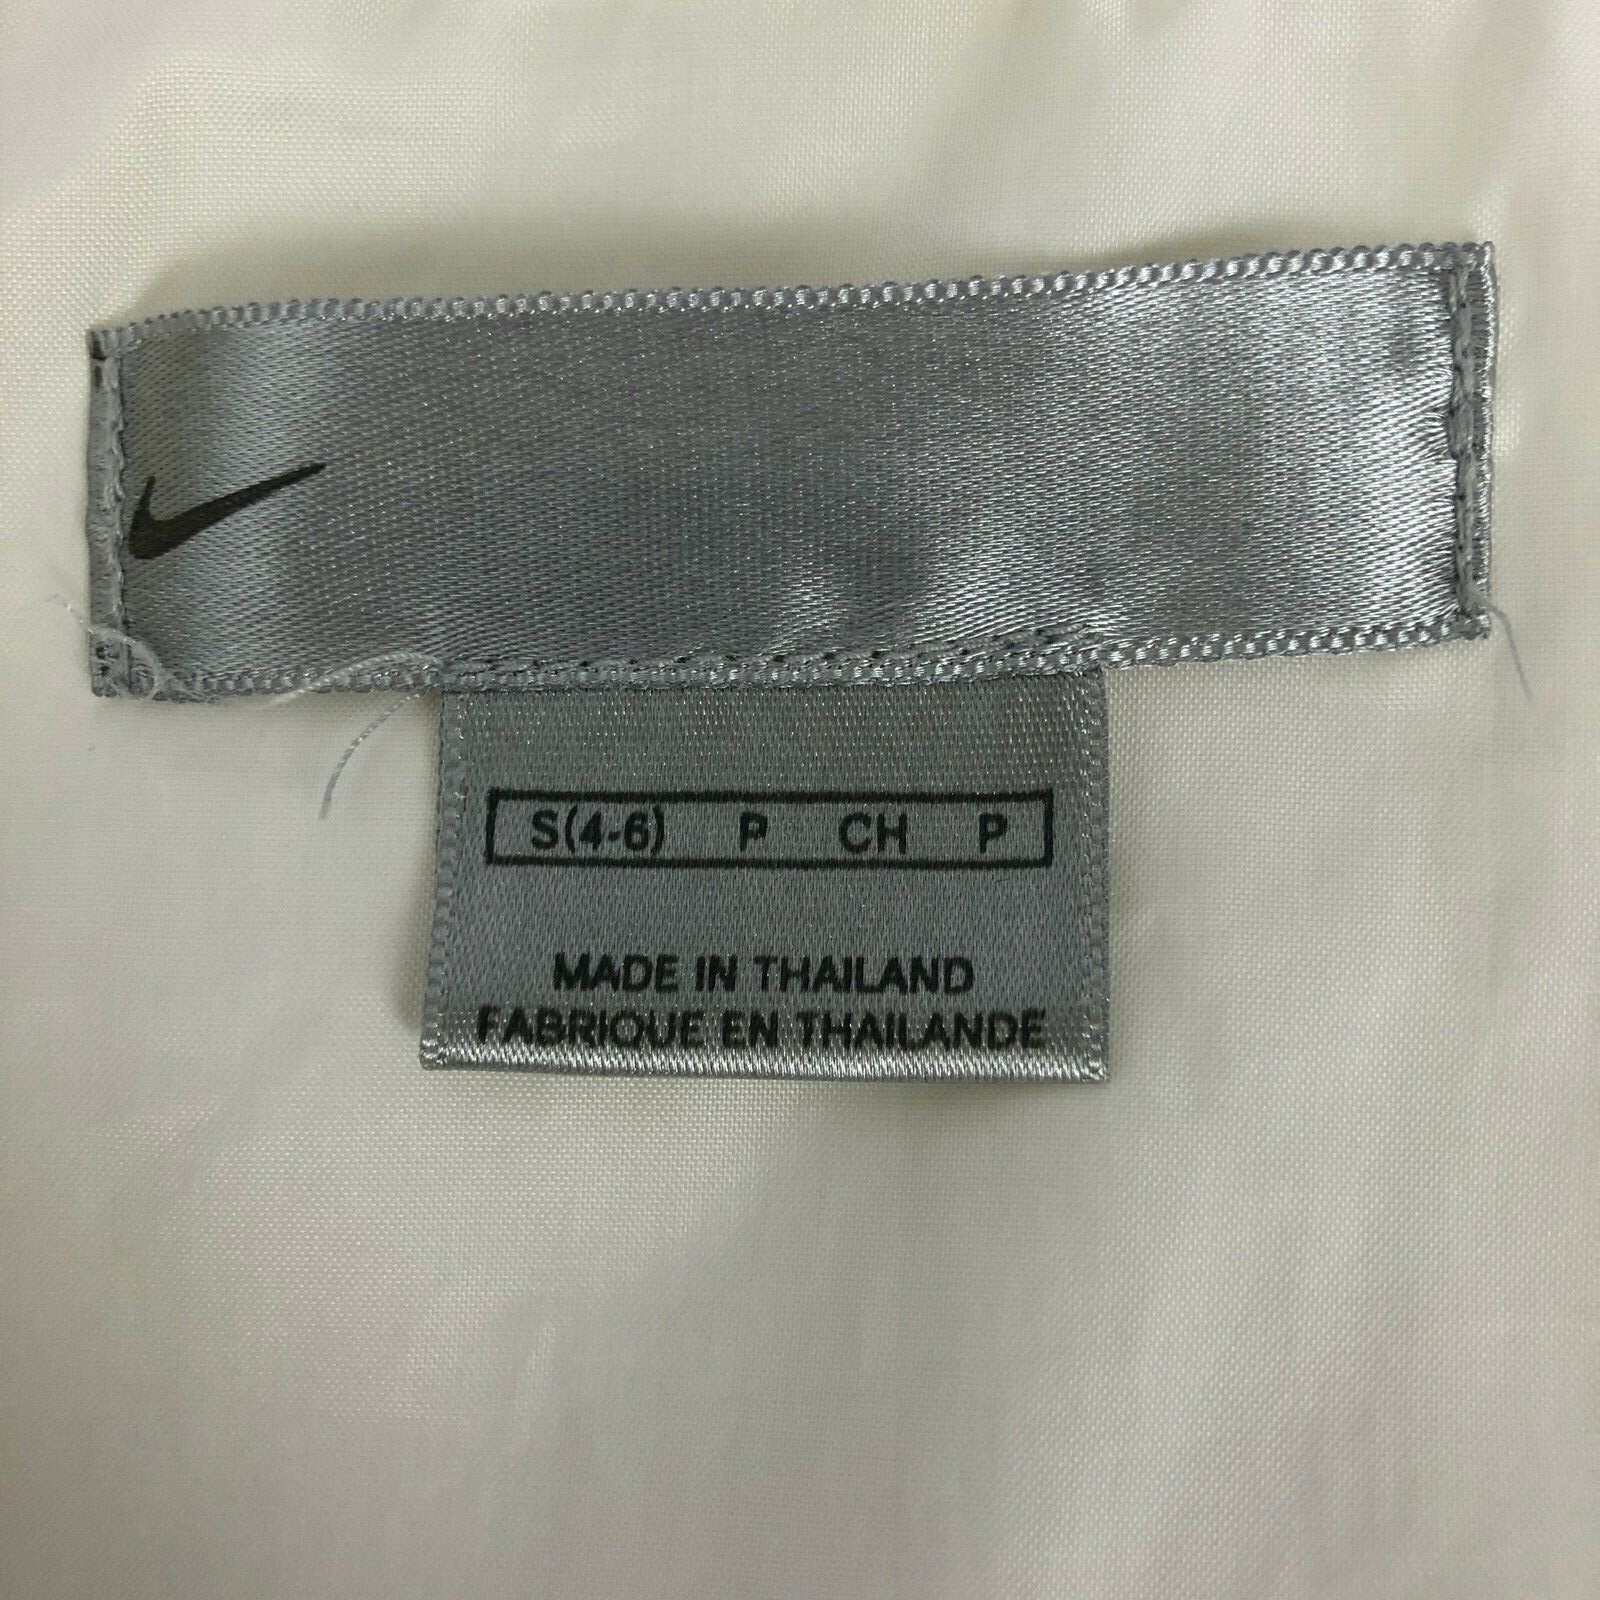 S(4-6) P CH P
MADE IN THAILAND
FABRIQUE EN THAILANDE